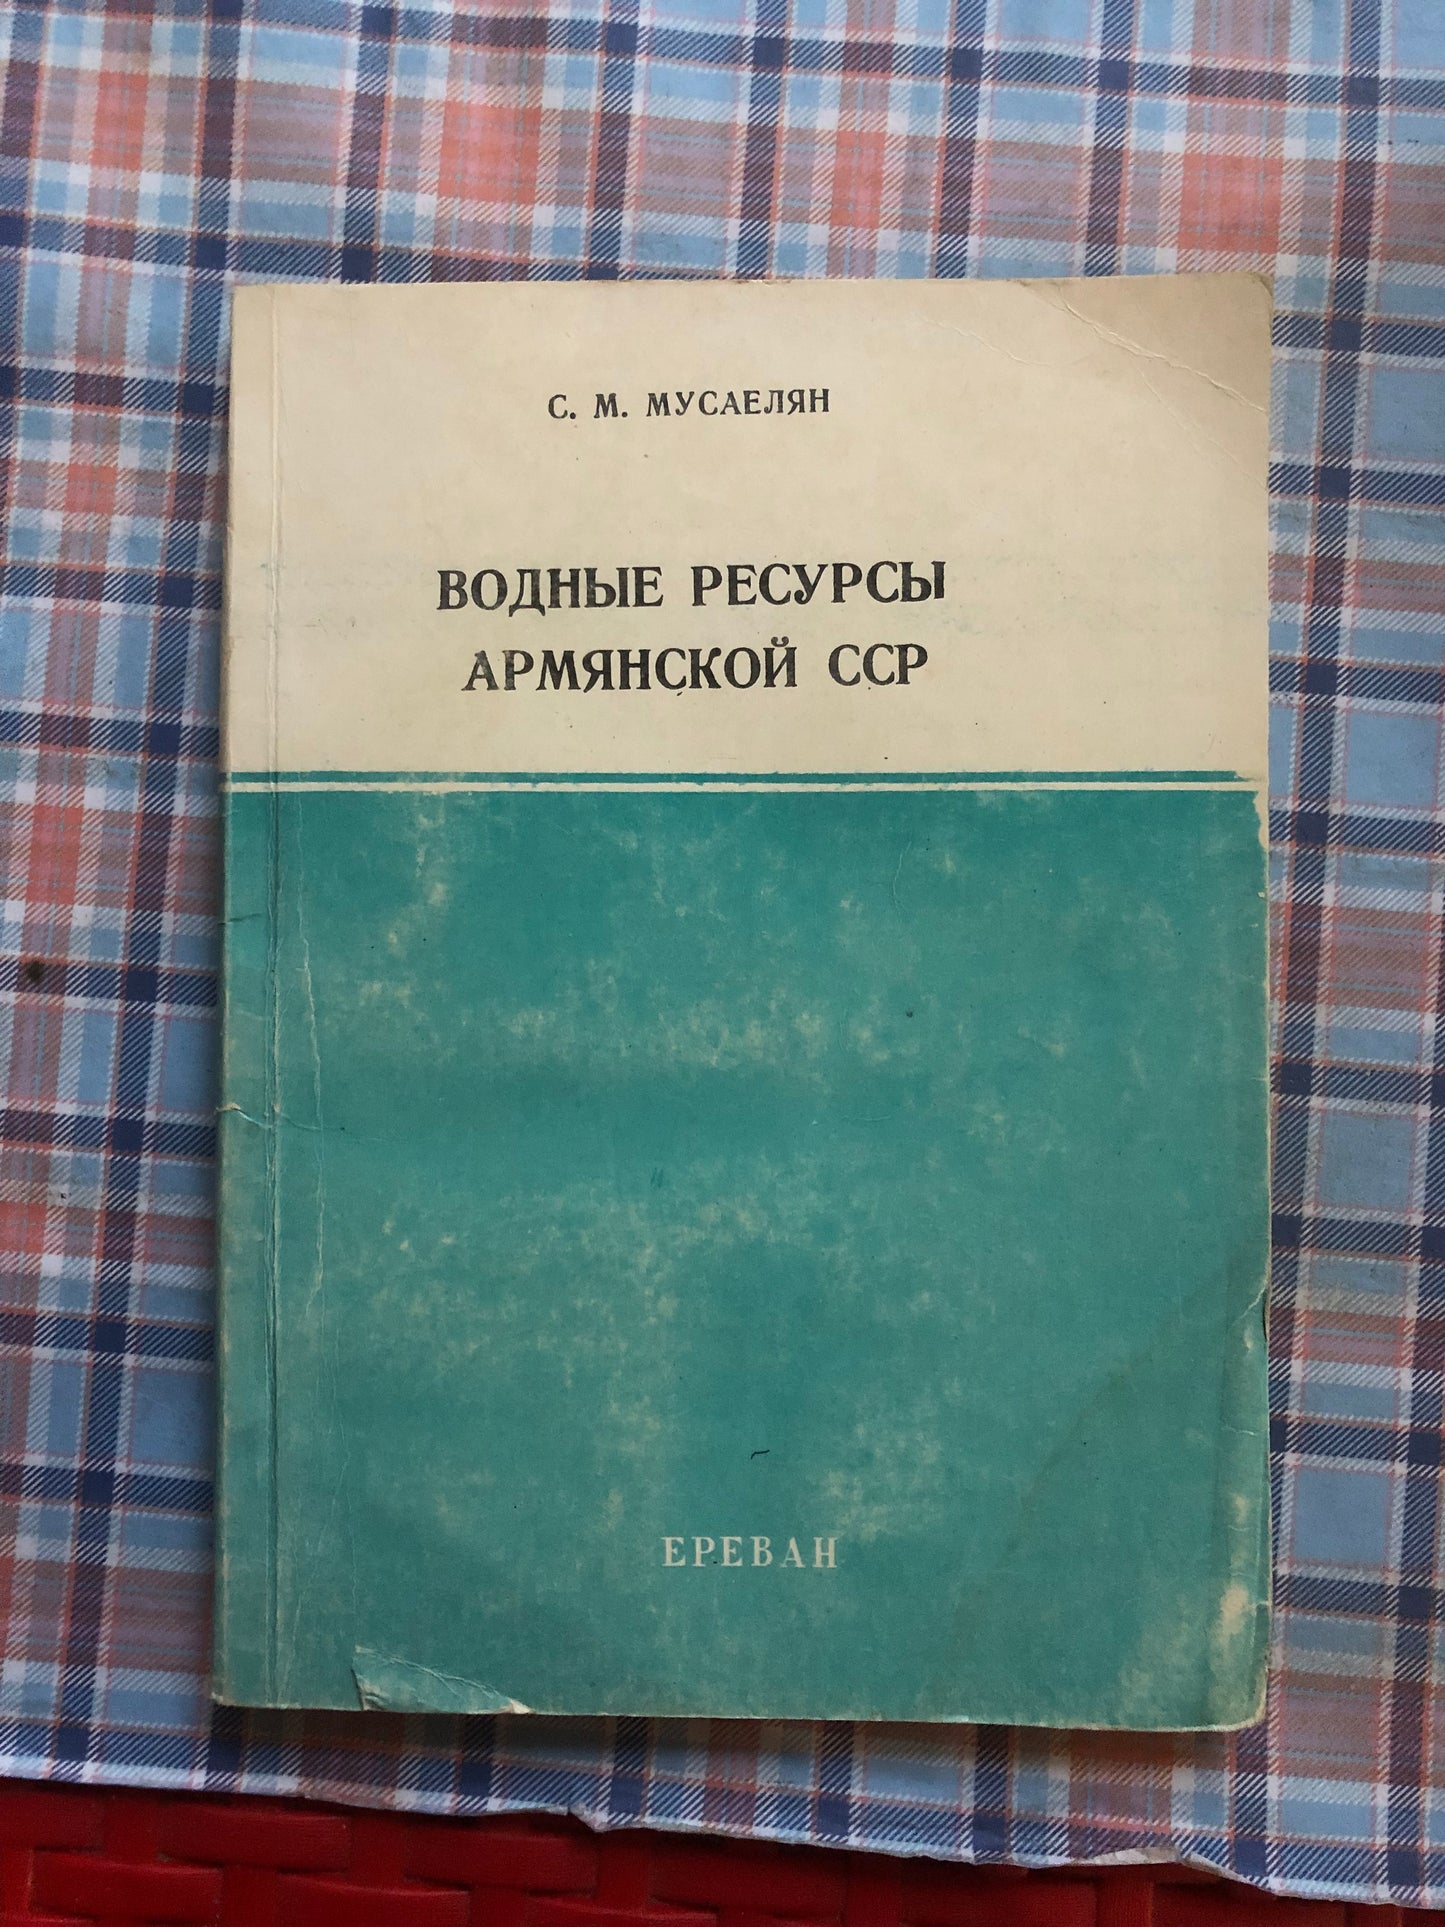 С. М. МУСАЕЛЯН
ВОДНЫЕ РЕСУРСЫ
АРМЯНСКОЙ ССР
ЕРЕВАН